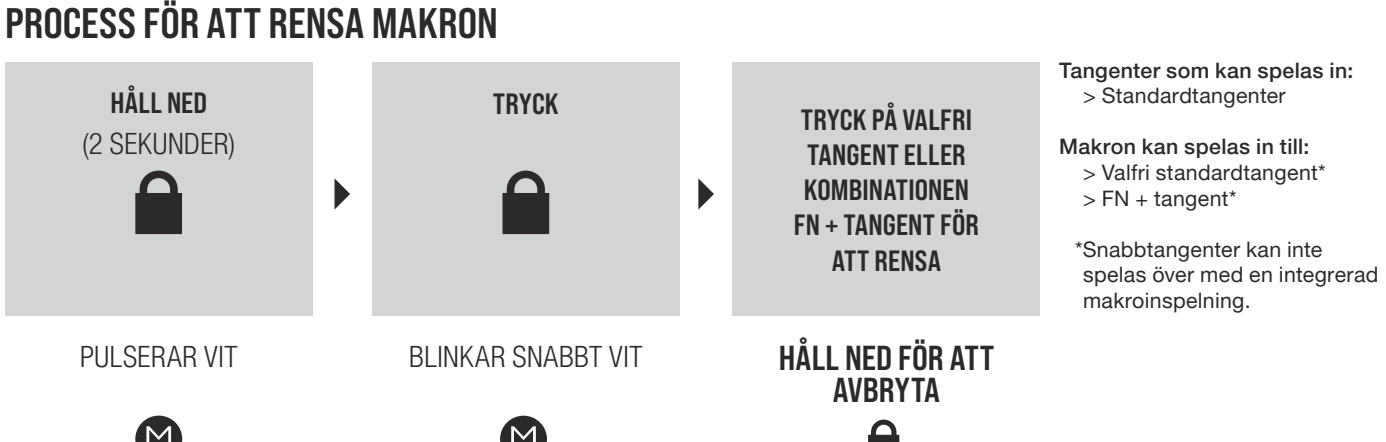 PROCESS FÖR ATT RENSA MAKRON
HÅLL NED
(2 SEKUNDER)
PULSERAR VIT
M
TRYCK
BLINKAR SNABBT VIT
M
TRYCK PÅ VALFRI
TANGENT ELLER
KOMBINATIONEN
FN + TANGENT FÖR
ATT RENSA
HÅLL NED FÖR ATT
AVBRYTA
Tangenter som kan spelas in:
> Standardtangenter
Makron kan spelas in till:
> Valfri standardtangent*
> FN + tangent*
*Snabbtangenter kan inte
spelas över med en integrerad
makroinspelning.